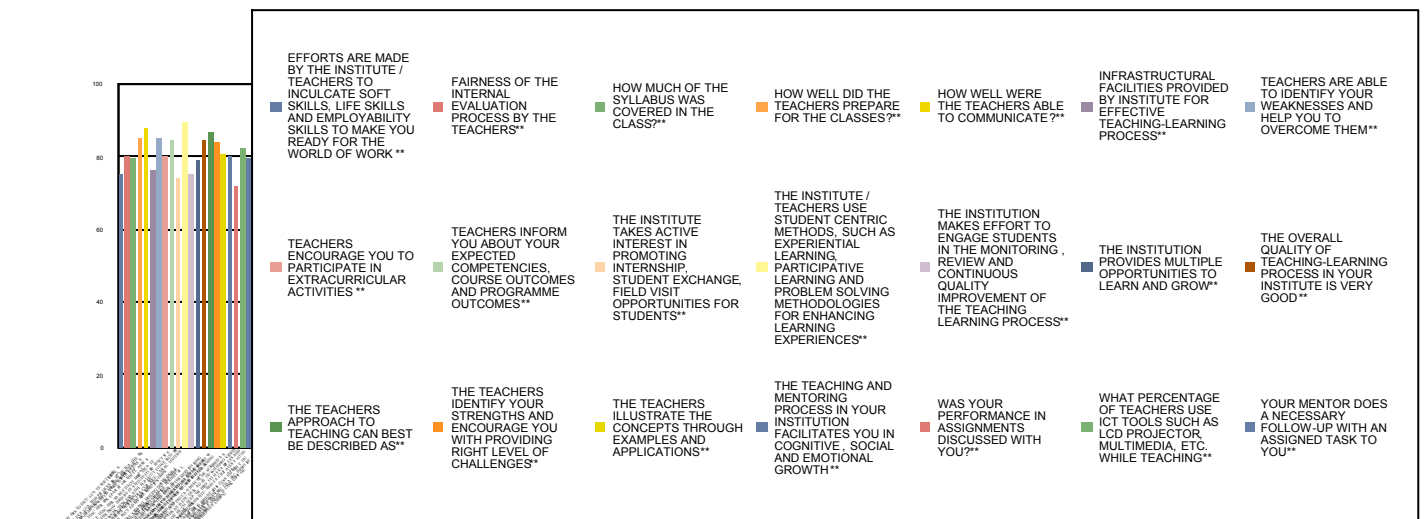 EFFORTS ARE MADE
BY THE INSTITUTE /
TEACHERS TO
INCULCATE SOFT
SKILLS, LIFE SKILLS
AND EMPLOYABILITY
SKILLS TO MAKE YOU
READY FOR THE
WORLD OF WORK **
FAIRNESS OF THE
INTERNAL
EVALUATION
PROCESS BY THE
TEACHERS**
HOW MUCH OF THE
SYLLABUS WAS
COVERED IN THE
CLASS?**
HOW WELL DID THE
TEACHERS PREPARE
FOR THE CLASSES?**
HOW WELL WERE
THE TEACHERS ABLE
TO COMMUNICATE?**
INFRASTRUCTURAL
FACILITIES PROVIDED
BY INSTITUTE FOR
EFFECTIVE
TEACHING-LEARNING
PROCESS**
TEACHERS ARE ABLE
TO IDENTIFY YOUR
WEAKNESSES AND
HELP YOU TO
OVERCOME THEM**
TEACHERS
ENCOURAGE YOU TO
PARTICIPATE IN
EXTRACURRICULAR
ACTIVITIES **
TEACHERS INFORM
YOU ABOUT YOUR
EXPECTED
COMPETENCIES,
COURSE OUTCOMES
AND PROGRAMME
OUTCOMES**
THE INSTITUTE
TAKES ACTIVE
INTEREST IN
PROMOTING
INTERNSHIP,
STUDENT EXCHANGE,
FIELD VISIT
OPPORTUNITIES FOR
STUDENTS**
THE INSTITUTE /
TEACHERS USE
STUDENT CENTRIC
METHODS, SUCH AS
EXPERIENTIAL
LEARNING,
PARTICIPATIVE
LEARNING AND
PROBLEM SOLVING
METHODOLOGIES
FOR ENHANCING
LEARNING
EXPERIENCES**
THE INSTITUTION
MAKES EFFORT TO
ENGAGE STUDENTS
IN THE MONITORING ,
REVIEW AND
CONTINUOUS
QUALITY
IMPROVEMENT OF
THE TEACHING
LEARNING PROCESS**
THE INSTITUTION
PROVIDES MULTIPLE
OPPORTUNITIES TO
LEARN AND GROW**
THE OVERALL
QUALITY OF
TEACHING-LEARNING
PROCESS IN YOUR
INSTITUTE IS VERY
GOOD**
THE TEACHERS
APPROACH TO
TEACHING CAN BEST
BE DESCRIBED AS**
THE TEACHERS
IDENTIFY YOUR
STRENGTHS AND
ENCOURAGE YOU
WITH PROVIDING
RIGHT LEVEL OF
CHALLENGES**
THE TEACHERS
ILLUSTRATE THE
CONCEPTS THROUGH
EXAMPLES AND
APPLICATIONS**
THE TEACHING AND
MENTORING
PROCESS IN YOUR
INSTITUTION
FACILITATES YOU IN
COGNITIVE , SOCIAL
AND EMOTIONAL
GROWTH**
WAS YOUR
PERFORMANCE IN
ASSIGNMENTS
DISCUSSED WITH
YOU?**
WHAT PERCENTAGE
OF TEACHERS USE
ICT TOOLS SUCH AS
LCD PROJECTOR,
MULTIMEDIA, ETC.
WHILE TEACHING**
YOUR MENTOR DOES
A NECESSARY
FOLLOW-UP WITH AN
ASSIGNED TASK TO
YOU**
100
80
60
40
20
0